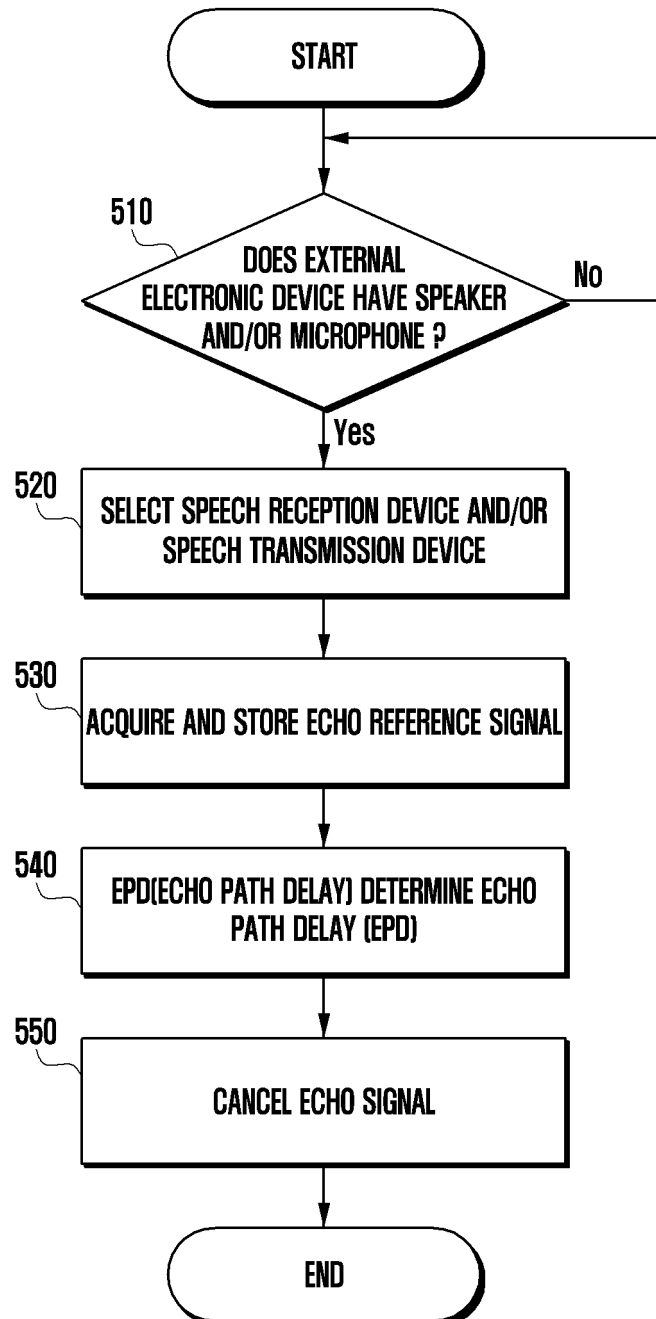 START
510
DOES EXTERNAL
ELECTRONIC DEVICE HAVE SPEAKER
AND/OR MICROPHONE ?
No
Yes
520
SELECT SPEECH RECEPTION DEVICE AND/OR
SPEECH TRANSMISSION DEVICE
530
ACQUIRE AND STORE ECHO REFERENCE SIGNAL
540
EPD(ECHO PATH DELAY) DETERMINE ECHO
PATH DELAY (EPD)
550
CANCEL ECHO SIGNAL
END